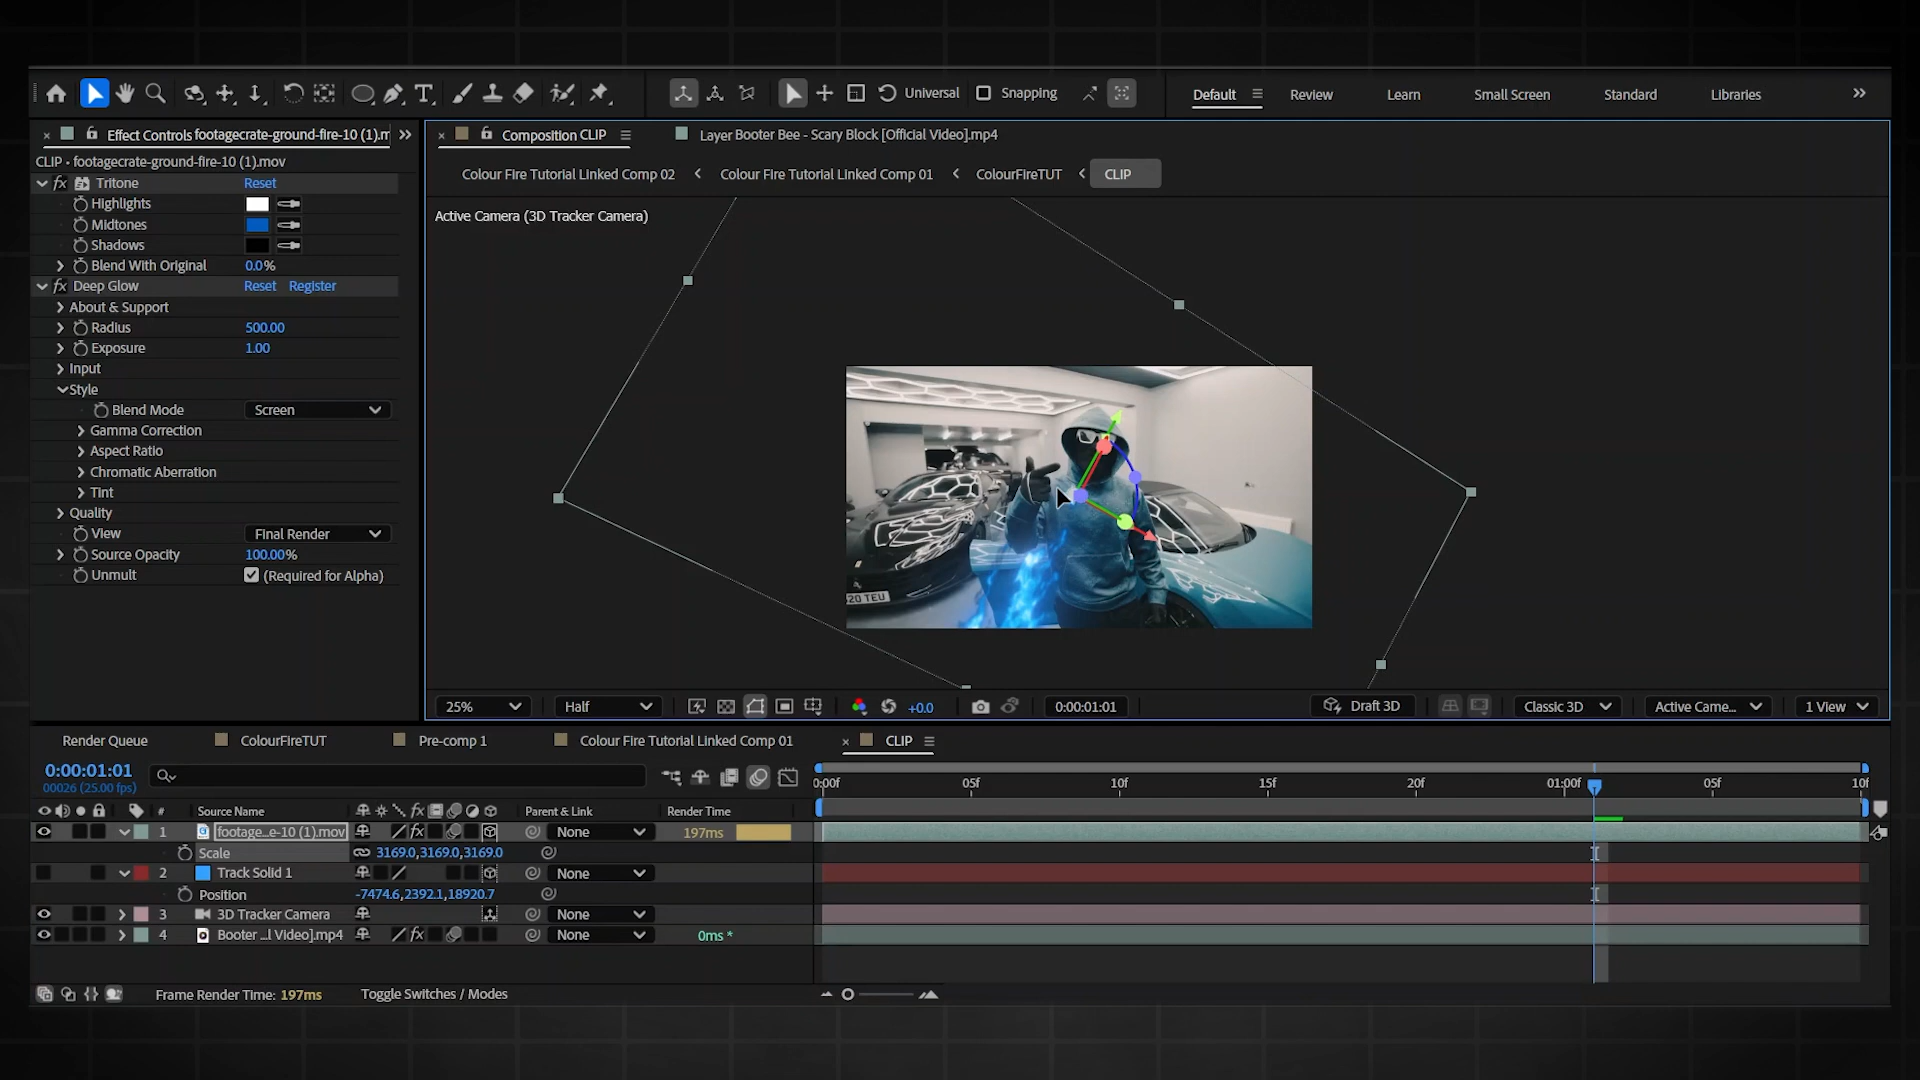 Universal
Snapping
Default
Review
Learn
Small Screen
Standard
Libraries
Effect Controls footagecrate-ground-fire-10 (1).m
CLIP • footagecrate-ground-fire-10 (1).mov
fx Tritone Reset
Highlights
Midtones
Shadows
Blend With Original 0.0%
fx Deep Glow Reset Register
About & Support
Radius 500.00
Exposure 1.00
Input
Style
Blend Mode Screen
Gamma Correction
Aspect Ratio
Chromatic Aberration
Tint
Quality
View Final Render
Source Opacity 100.00%
Unmult (Required for Alpha)
Composition CLIP
Layer Booter Bee - Scary Block [Official Video].mp4
Colour Fire Tutorial Linked Comp 02 < Colour Fire Tutorial Linked Comp 01 < ColourFireTUT < CLIP
Active Camera (3D Tracker Camera)
S20 TEU
25% Half +0.0 0:00:01:01 Draft 3D Classic 3D Active Came... 1 View
Render Queue ColourFireTUT Pre-comp 1 Colour Fire Tutorial Linked Comp 01 CLIP
0:00:01:01
00026 (25.00 fps)
0:00f 05f 10f 15f 20f 01:00f 05f 10f
# Source Name fx Parent & Link Render Time
1 footage...e-10 (1).mov fx None 197ms
Scale 3169.0,3169.0,3169.0
2 Track Solid 1 None
Position -7474.6,2392.1,18920.7
3 3D Tracker Camera None
4 Booter ...l Video].mp4 fx None 0ms *
Frame Render Time: 197ms Toggle Switches / Modes